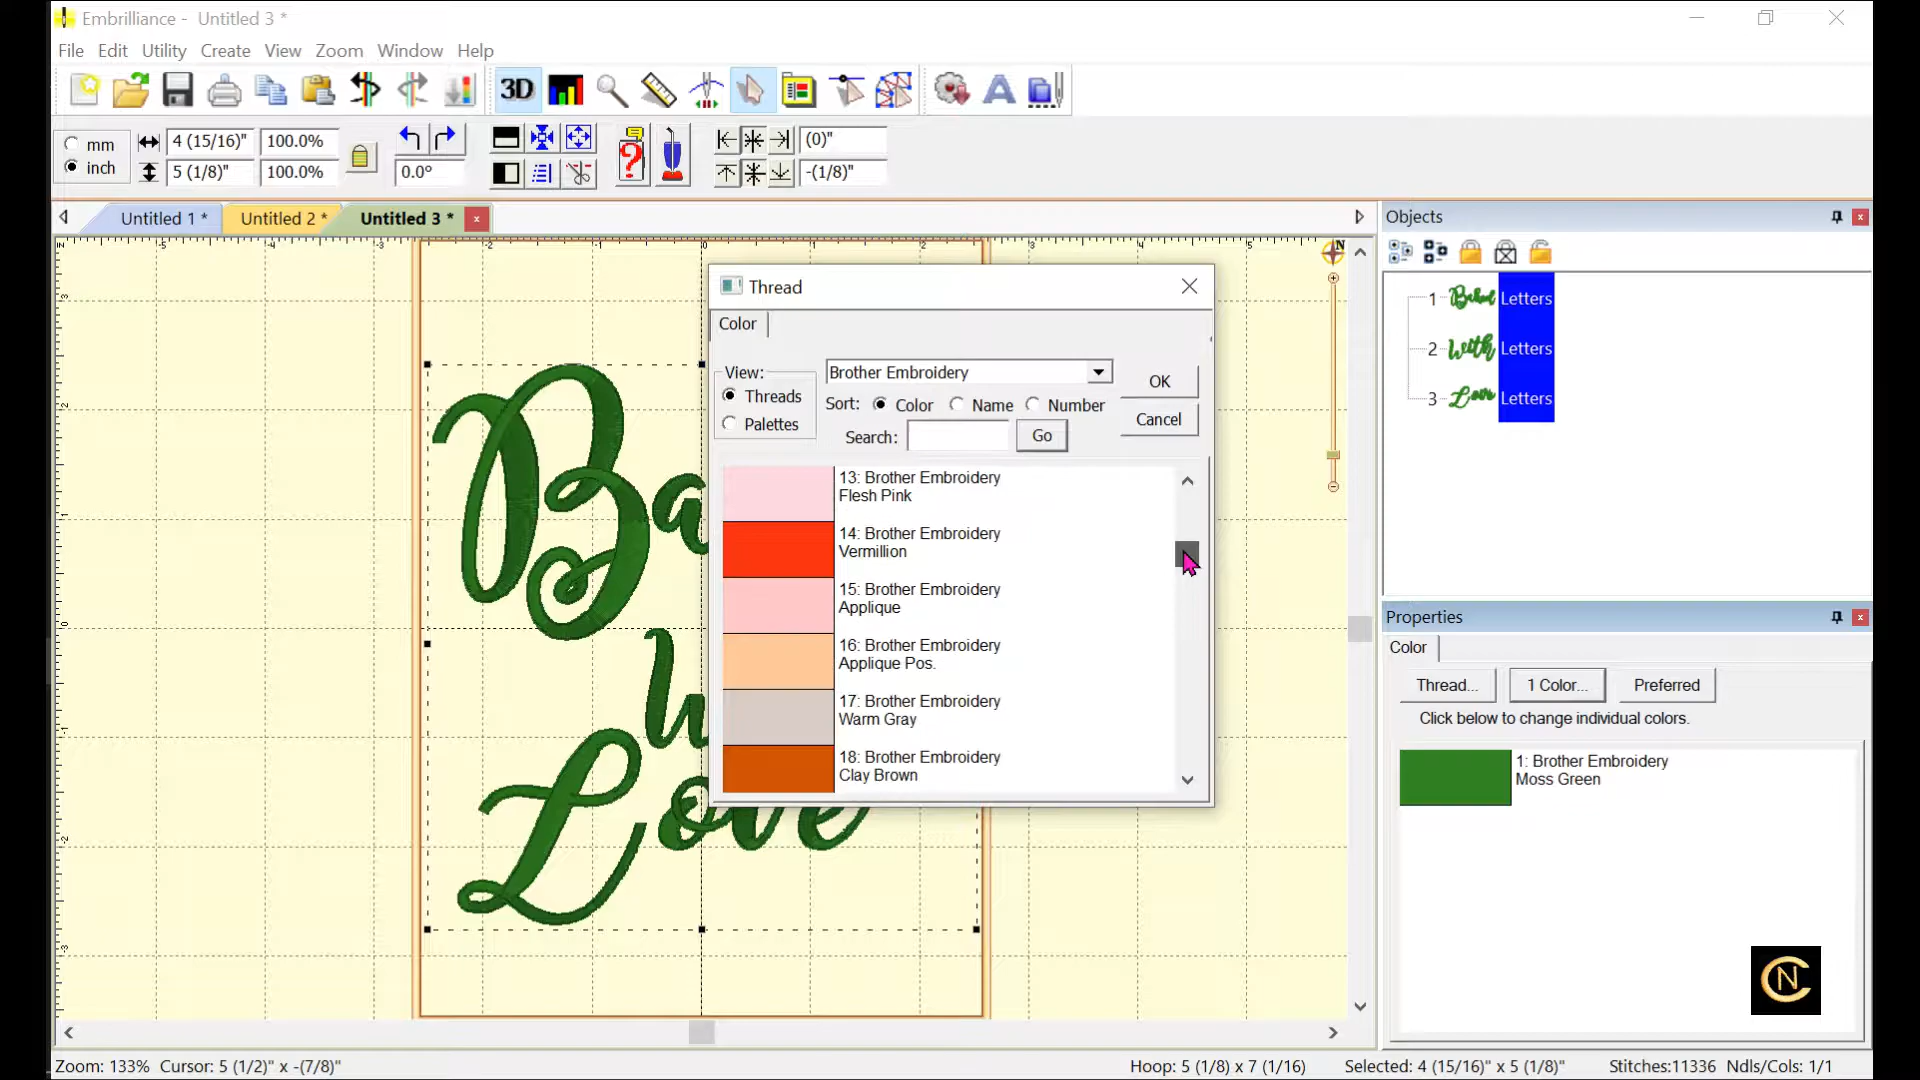 Embrilliance - Untitled 3 *
File Edit Utility Create View Zoom Window Help
3D
mm
inch
4 (15/16)" 100.0%
5 (1/8)" 100.0%
0.0°
(0)"
-(1/8)"
Untitled 1 * Untitled 2 * Untitled 3 *
Objects
1 Baked Letters
2 With Letters
3 Love Letters
Thread
Color
View:
Threads
Palettes
Brother Embroidery
Sort: Color Name Number
Search: Go
OK
Cancel
13: Brother Embroidery
Flesh Pink
14: Brother Embroidery
Vermillion
15: Brother Embroidery
Applique
16: Brother Embroidery
Applique Pos.
17: Brother Embroidery
Warm Gray
18: Brother Embroidery
Clay Brown
Ba
W
Love
Properties
Color
Thread... 1 Color... Preferred
Click below to change individual colors.
1: Brother Embroidery
Moss Green
NC
Zoom: 133% Cursor: 5 (1/2)" x -(7/8)"
Hoop: 5 (1/8) x 7 (1/16) Selected: 4 (15/16)" x 5 (1/8)" Stitches:11336 Ndls/Cols: 1/1